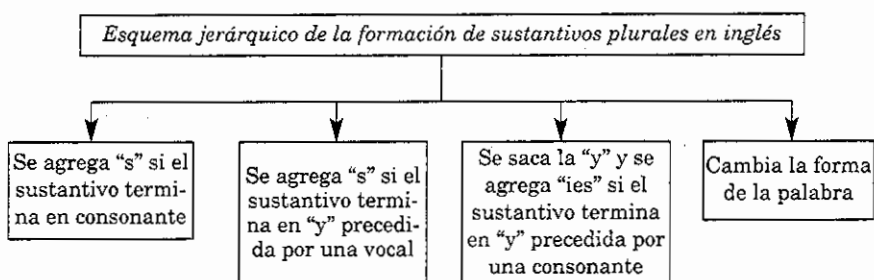 Esquema jerárquico de la formación de sustantivos plurales en inglés
Se agrega “s” si el
sustantivo termi-
na en consonante
Se agrega “s” si el
sustantivo termi-
na en “y” precedi-
da por una vocal
Se saca la “y” y se
agrega “ies” si el
sustantivo termina
en “y” precedida por
una consonante
Cambia la forma
de la palabra